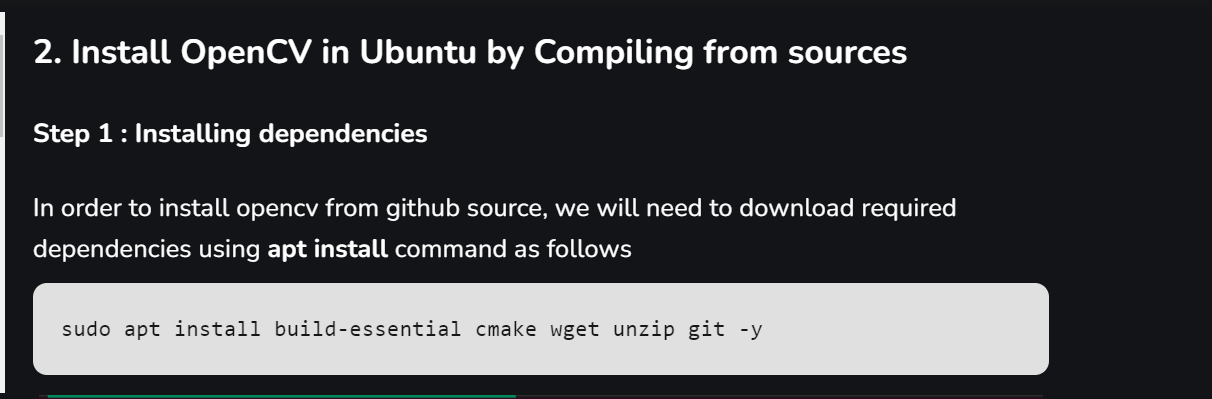 2. Install OpenCV in Ubuntu by Compiling from sources
Step 1 : Installing dependencies
In order to install opencv from github source, we will need to download required
dependencies using apt install command as follows
sudo apt install build-essential cmake wget unzip git -y